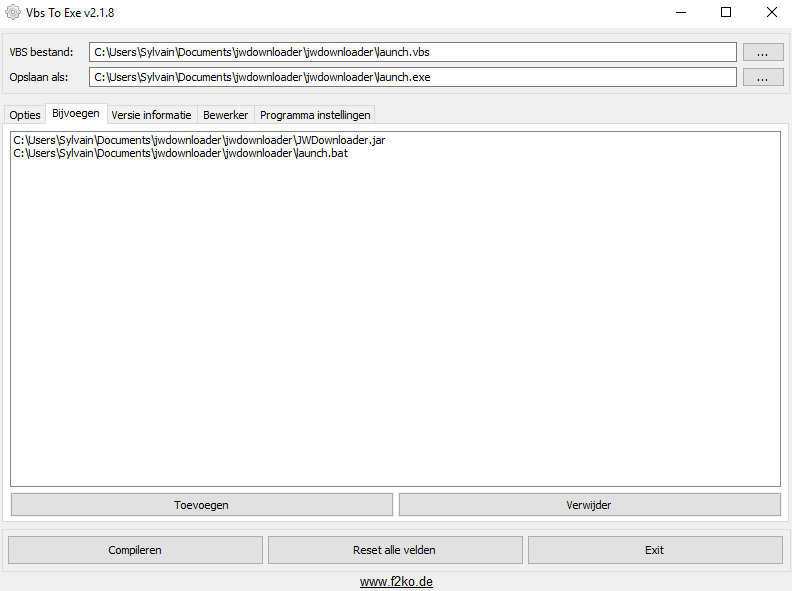 Vbs To Exe v2.1.8
VBS bestand: C:\Users\Sylvain\Documents\jwdownloader\jwdownloader\launch.vbs ...
Opslaan als: C:\Users\Sylvain\Documents\jwdownloader\jwdownloader\launch.exe ...
Opties Bijvoegen Versie informatie Bewerker Programma instellingen
C:\Users\Sylvain\Documents\jwdownloader\jwdownloader\JWDownloader.jar
C:\Users\Sylvain\Documents\jwdownloader\jwdownloader\launch.bat
Toevoegen Verwijder
Compileren Reset alle velden Exit
www.f2ko.de